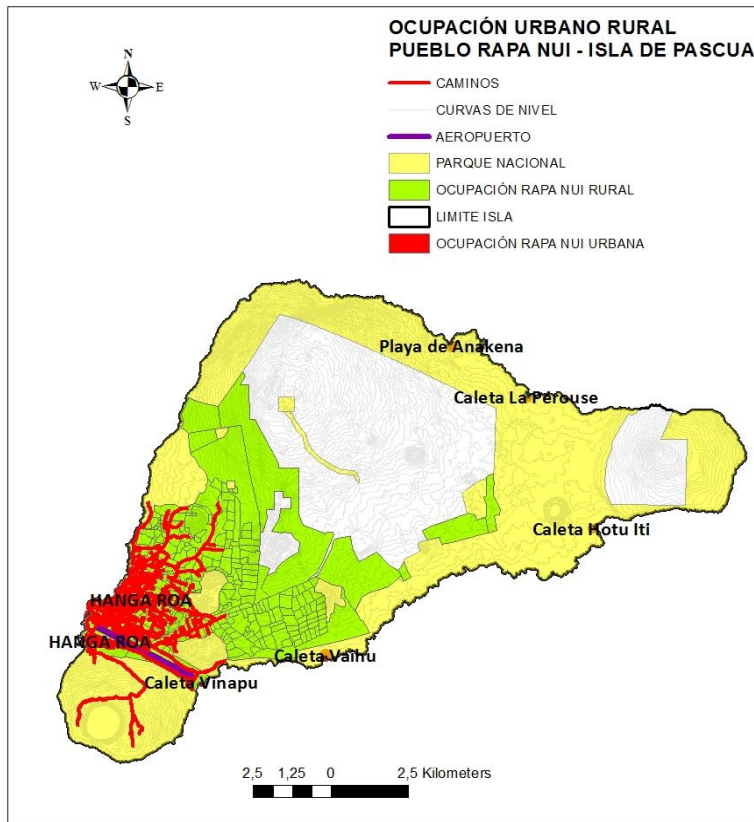 OCUPACIÓN URBANO RURAL
PUEBLO RAPA NUI - ISLA DE PASCUA
CAMINOS
CURVAS DE NIVEL
AEROPUERTO
PARQUE NACIONAL
OCUPACIÓN RAPA NUI RURAL
LIMITE ISLA
OCUPACIÓN RAPA NUI URBANA
N
W E
S
Playa de Anakena
Caleta La Pérouse
Caleta Hotu Iti
HANGA ROA
HANGA ROA
Caleta Vaihu
Caleta Vinapu
2,5 1,25 0 2,5 Kilometers